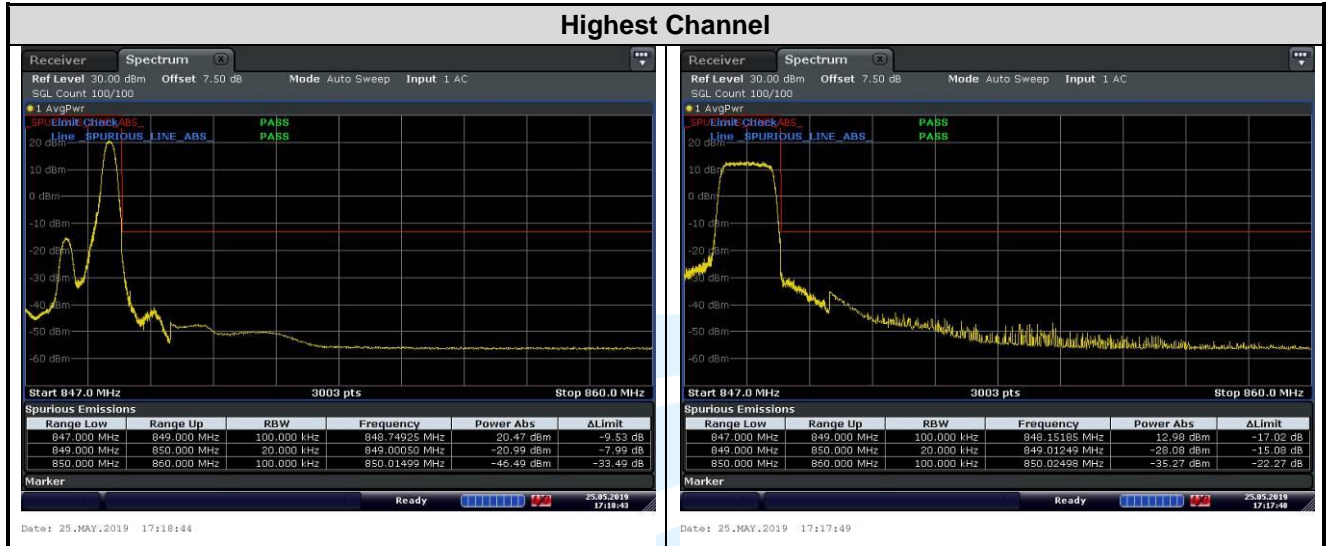 Highest Channel
Receiver Spectrum X
Ref Level 30.00 dBm Offset 7.50 dB Mode Auto Sweep Input 1 AC
SGL Count 100/100
1 AvgPwr
Limit Check PASS
Line _SPURIOUS_LINE_ABS_ PASS
20 dBm
10 dBm
0 dBm
-10 dBm
-20 dBm
-30 dBm
-40 dBm
-50 dBm
-60 dBm
Start 847.0 MHz 3003 pts Stop 860.0 MHz
Spurious Emissions
Range Low Range Up RBW Frequency Power Abs ΔLimit
847.000 MHz 849.000 MHz 100.000 kHz 848.74925 MHz 20.47 dBm -9.53 dB
849.000 MHz 850.000 MHz 20.000 kHz 849.00050 MHz -20.99 dBm -7.99 dB
850.000 MHz 860.000 MHz 100.000 kHz 850.01499 MHz -46.49 dBm -33.49 dB
Marker
Ready 25.05.2019
17:18:43
Date: 25.MAY.2019 17:18:44
Receiver Spectrum X
Ref Level 30.00 dBm Offset 7.50 dB Mode Auto Sweep Input 1 AC
SGL Count 100/100
1 AvgPwr
Limit Check PASS
Line _SPURIOUS_LINE_ABS_ PASS
20 dBm
10 dBm
0 dBm
-10 dBm
-20 dBm
-30 dBm
-40 dBm
-50 dBm
-60 dBm
Start 847.0 MHz 3003 pts Stop 860.0 MHz
Spurious Emissions
Range Low Range Up RBW Frequency Power Abs ΔLimit
847.000 MHz 849.000 MHz 100.000 kHz 848.15185 MHz 12.98 dBm -17.02 dB
849.000 MHz 850.000 MHz 20.000 kHz 849.01249 MHz -28.08 dBm -15.08 dB
850.000 MHz 860.000 MHz 100.000 kHz 850.02498 MHz -35.27 dBm -22.27 dB
Marker
Ready 25.05.2019
17:17:48
Date: 25.MAY.2019 17:17:49